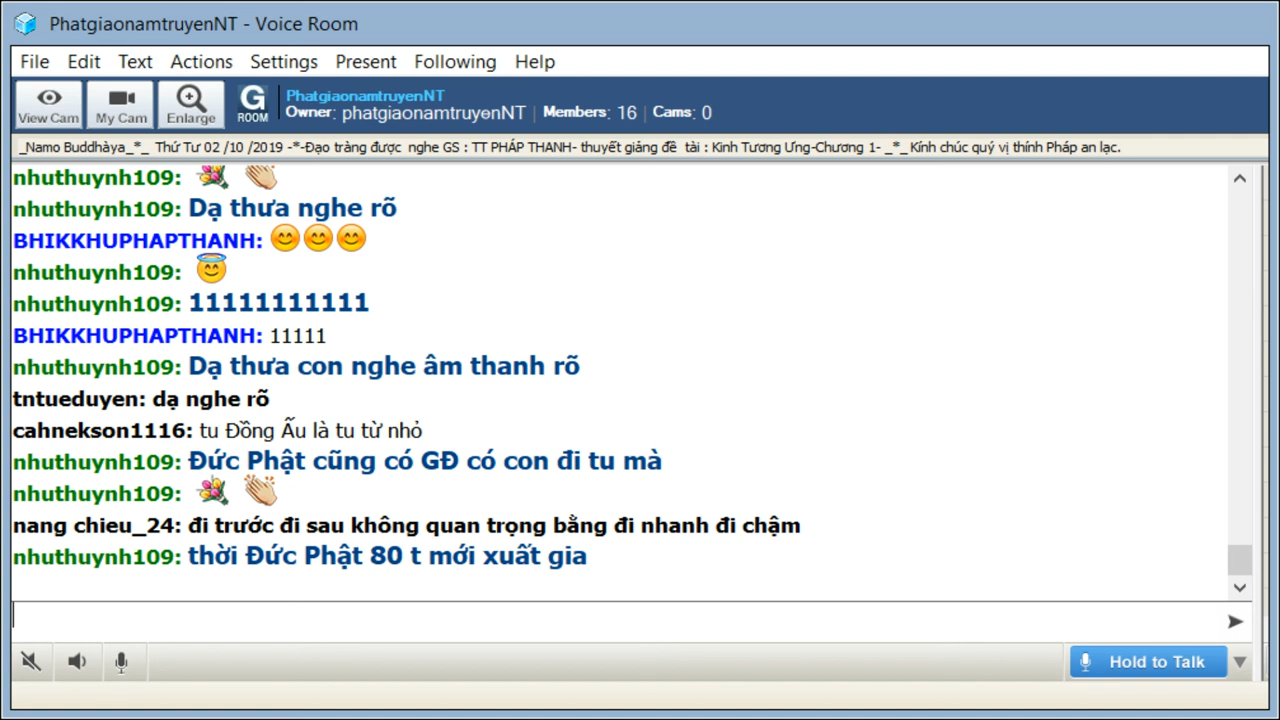 PhatgiaonamtruyenNT - Voice Room
File Edit Text Actions Settings Present Following Help
View Cam My Cam Enlarge G ROOM
PhatgiaonamtruyenNT
Owner: phatgiaonamtruyenNT | Members: 16 | Cams: 0
_Namo Buddhàya_*_ Thứ Tư 02 /10 /2019 -*-Đạo tràng được nghe GS : TT PHÁP THANH- thuyết giảng đề tài : Kinh Tương Ưng-Chương 1- _*_ Kính chúc quý vị thính Pháp an lạc.
nhuthuynh109:
nhuthuynh109: Dạ thưa nghe rõ
BHIKKHUPHAPTHANH:
nhuthuynh109:
nhuthuynh109: 11111111111
BHIKKHUPHAPTHANH: 11111
nhuthuynh109: Dạ thưa con nghe âm thanh rõ
tntueduyen: dạ nghe rõ
cahnekson1116: tu Đồng Ấu là tu từ nhỏ
nhuthuynh109: Đức Phật cũng có GĐ có con đi tu mà
nhuthuynh109:
nang chieu_24: đi trước đi sau không quan trọng bằng đi nhanh đi chậm
nhuthuynh109: thời Đức Phật 80 t mới xuất gia
Hold to Talk